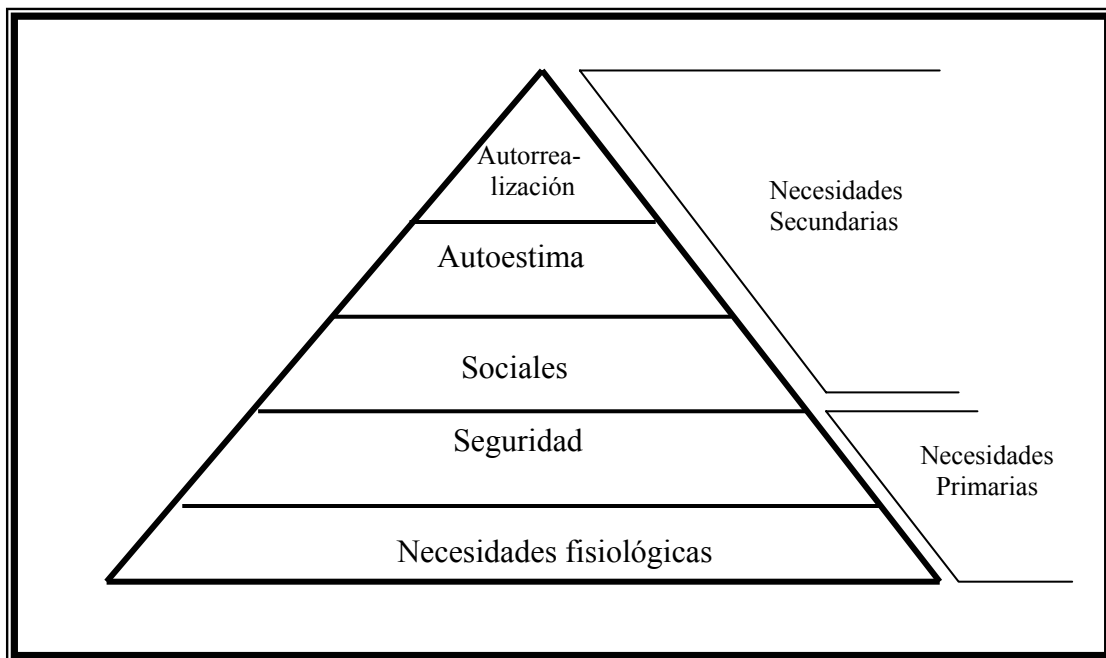 Autorrea-
lización
Necesidades
Secundarias
Autoestima
Sociales
Seguridad
Necesidades
Primarias
Necesidades fisiológicas